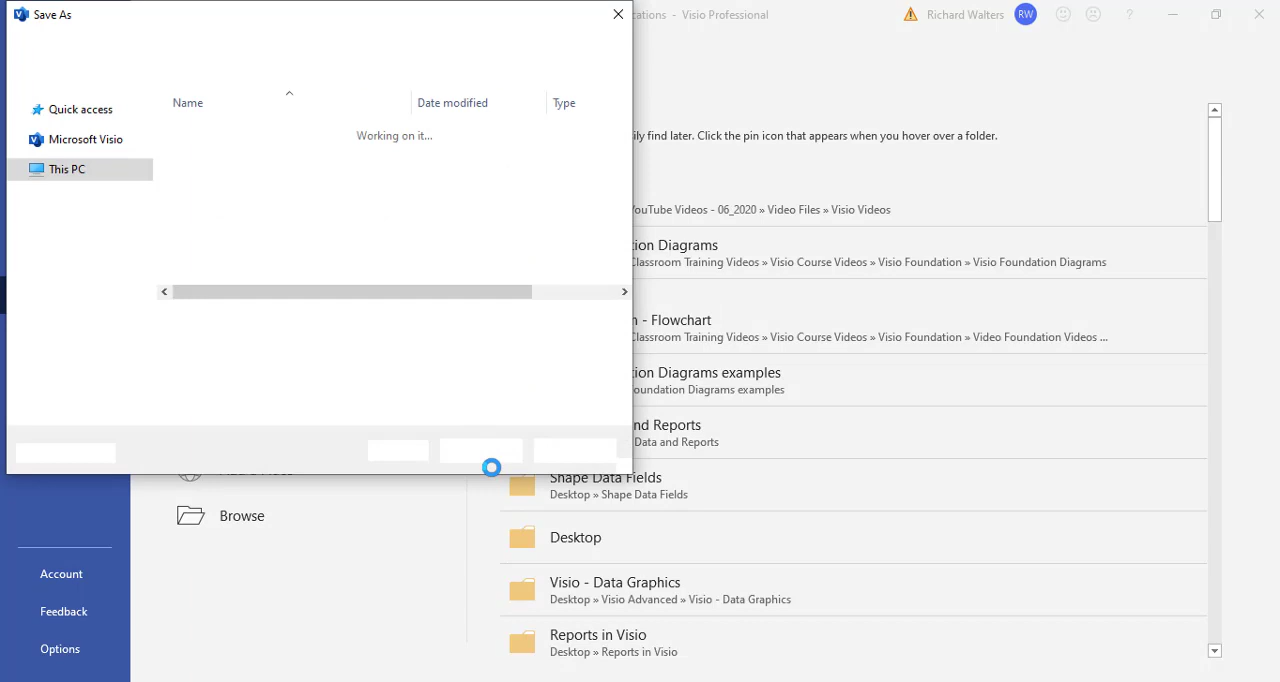 Save As
cations - Visio Professional
Richard Walters
RW
?
Name
Date modified
Type
Quick access
Working on it...
Microsoft Visio
This PC
ily find later. Click the pin icon that appears when you hover over a folder.
YouTube Videos - 06_2020 » Video Files » Visio Videos
tion Diagrams
Classroom Training Videos » Visio Course Videos » Visio Foundation » Visio Foundation Diagrams
n - Flowchart
Classroom Training Videos » Visio Course Videos » Visio Foundation » Video Foundation Videos ...
tion Diagrams examples
oundation Diagrams examples
nd Reports
Data and Reports
Shape Data Fields
Desktop » Shape Data Fields
Browse
Desktop
Account
Visio - Data Graphics
Desktop » Visio Advanced » Visio - Data Graphics
Feedback
Reports in Visio
Desktop » Reports in Visio
Options